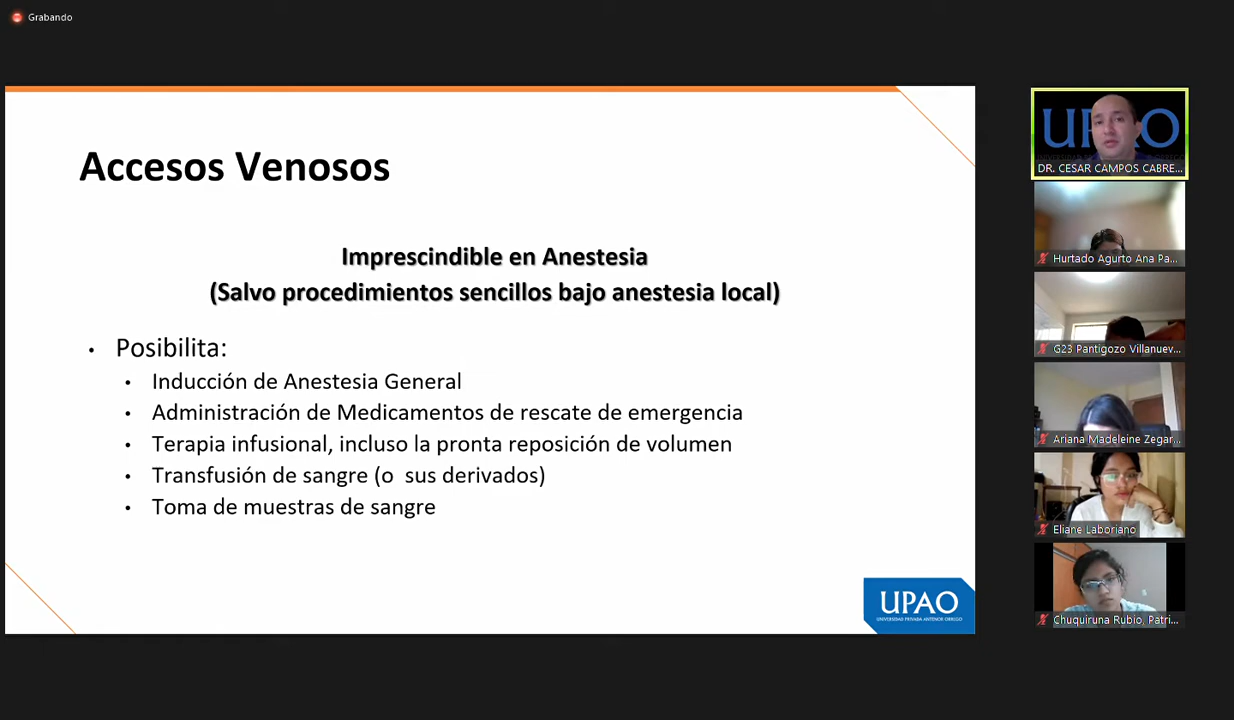 Grabando
Accesos Venosos
Imprescindible en Anestesia
(Salvo procedimientos sencillos bajo anestesia local)
• Posibilita:
• Inducción de Anestesia General
• Administración de Medicamentos de rescate de emergencia
• Terapia infusional, incluso la pronta reposición de volumen
• Transfusión de sangre (o sus derivados)
• Toma de muestras de sangre
UPAO
UNIVERSIDAD PRIVADA ANTENOR ORREGO
UPAO
DR. CESAR CAMPOS CABRE...
Hurtado Agurto Ana Pa...
G23 Pantigozo Villanuev...
Ariana Madeleine Zegar...
Eliane Laboriano
Chuquiruna Rubio, Patri...